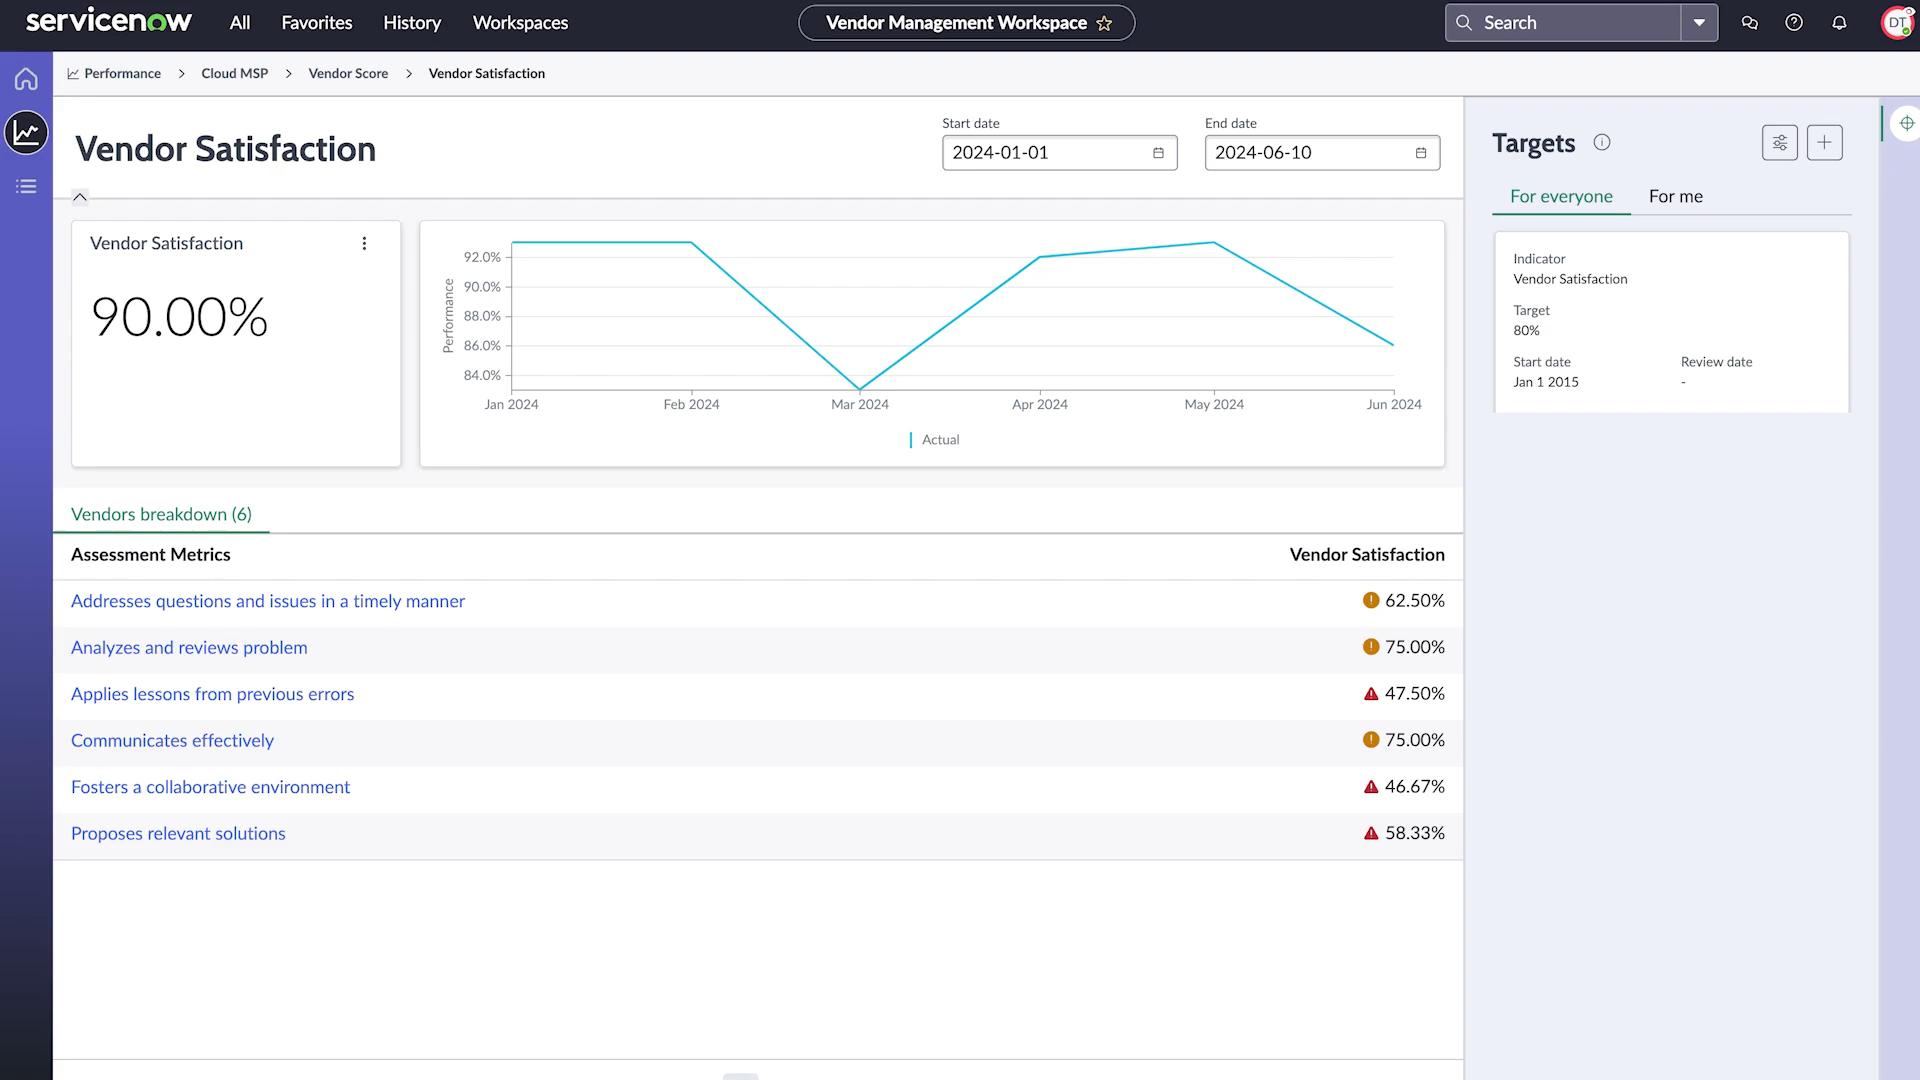 servicenow All Favorites History Workspaces Vendor Management Workspace Search DT
Performance > Cloud MSP > Vendor Score > Vendor Satisfaction
Vendor Satisfaction
Start date
2024-01-01
End date
2024-06-10
Vendor Satisfaction
90.00%
Performance
92.0%
90.0%
88.0%
86.0%
84.0%
Jan 2024 Feb 2024 Mar 2024 Apr 2024 May 2024 Jun 2024
Actual
Vendors breakdown (6)
Assessment Metrics Vendor Satisfaction
Addresses questions and issues in a timely manner 62.50%
Analyzes and reviews problem 75.00%
Applies lessons from previous errors 47.50%
Communicates effectively 75.00%
Fosters a collaborative environment 46.67%
Proposes relevant solutions 58.33%
Targets
For everyone For me
Indicator
Vendor Satisfaction
Target
80%
Start date Review date
Jan 1 2015 -